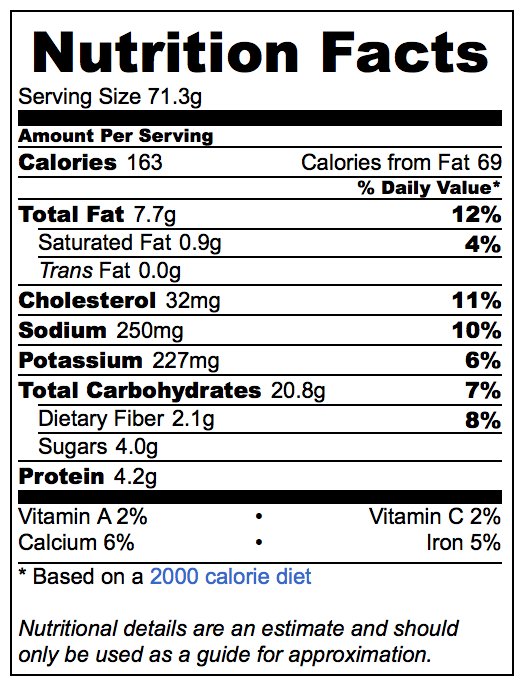 Nutrition Facts
Serving Size 71.3g
Amount Per Serving
Calories 163 Calories from Fat 69
% Daily Value*
Total Fat 7.7g 12%
Saturated Fat 0.9g 4%
Trans Fat 0.0g
Cholesterol 32mg 11%
Sodium 250mg 10%
Potassium 227mg 6%
Total Carbohydrates 20.8g 7%
Dietary Fiber 2.1g 8%
Sugars 4.0g
Protein 4.2g
Vitamin A 2% • Vitamin C 2%
Calcium 6% • Iron 5%
* Based on a 2000 calorie diet
Nutritional details are an estimate and should
only be used as a guide for approximation.